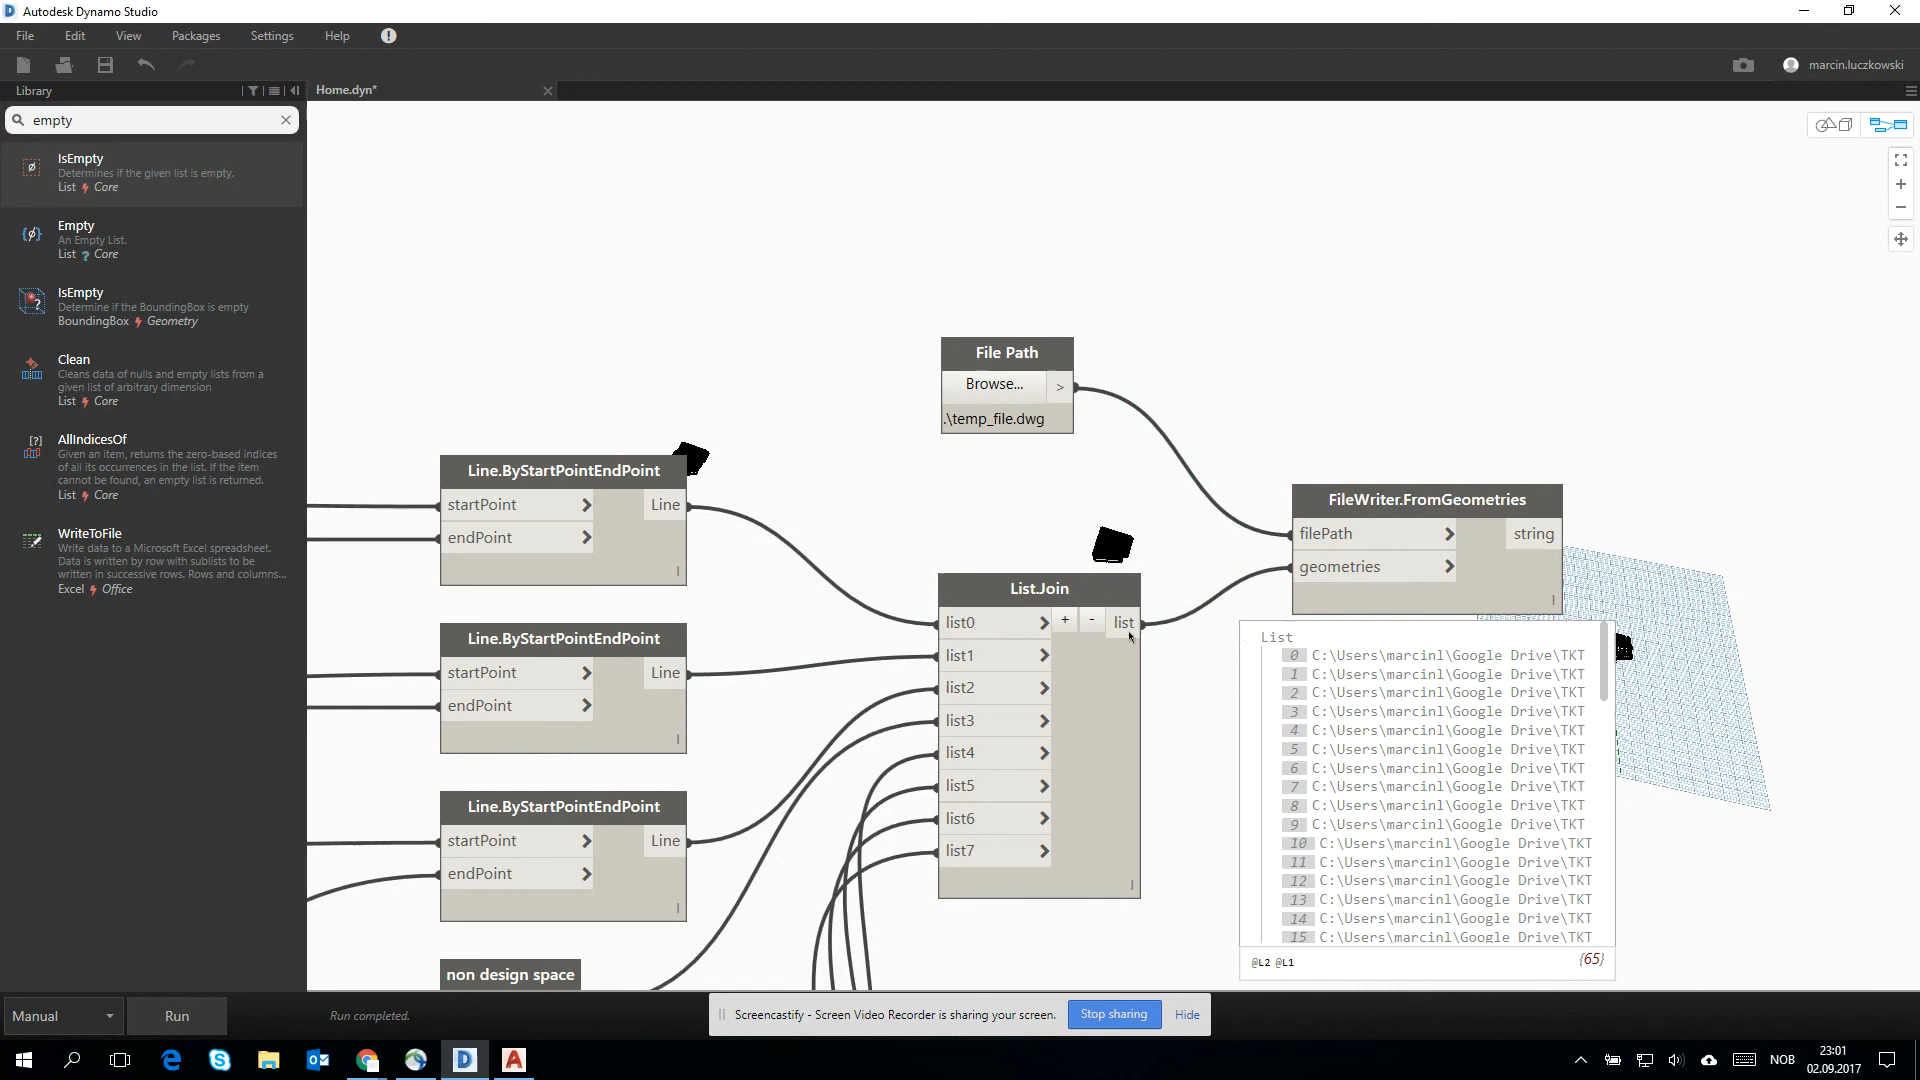 Autodesk Dynamo Studio
File Edit View Packages Settings Help
marcin.luczkowski
Library
Home.dyn*
empty
IsEmpty
Determines if the given list is empty.
List Core
Empty
An Empty List.
List ? Core
IsEmpty
Determine if the BoundingBox is empty
BoundingBox Geometry
Clean
Cleans data of nulls and empty lists from a
given list of arbitrary dimension
List Core
AllIndicesOf
Given an item, returns the zero-based indices
of all its occurrences in the list. If the item
cannot be found, an empty list is returned.
List Core
WriteToFile
Write data to a Microsoft Excel spreadsheet.
Data is written by row with sublists to be
written in successive rows. Rows and columns...
Excel Office
File Path
Browse... >
.\temp_file.dwg
Line.ByStartPointEndPoint
startPoint Line
endPoint
Line.ByStartPointEndPoint
startPoint Line
endPoint
Line.ByStartPointEndPoint
startPoint Line
endPoint
non design space
List.Join
list0 + - list
list1
list2
list3
list4
list5
list6
list7
FileWriter.FromGeometries
filePath string
geometries
List
0 C:\Users\marcinl\Google Drive\TKT
1 C:\Users\marcinl\Google Drive\TKT
2 C:\Users\marcinl\Google Drive\TKT
3 C:\Users\marcinl\Google Drive\TKT
4 C:\Users\marcinl\Google Drive\TKT
5 C:\Users\marcinl\Google Drive\TKT
6 C:\Users\marcinl\Google Drive\TKT
7 C:\Users\marcinl\Google Drive\TKT
8 C:\Users\marcinl\Google Drive\TKT
9 C:\Users\marcinl\Google Drive\TKT
10 C:\Users\marcinl\Google Drive\TKT
11 C:\Users\marcinl\Google Drive\TKT
12 C:\Users\marcinl\Google Drive\TKT
13 C:\Users\marcinl\Google Drive\TKT
14 C:\Users\marcinl\Google Drive\TKT
15 C:\Users\marcinl\Google Drive\TKT
@L2 @L1 {65}
Manual Run Run completed.
Screencastify - Screen Video Recorder is sharing your screen. Stop sharing Hide
NOB
23:01
02.09.2017